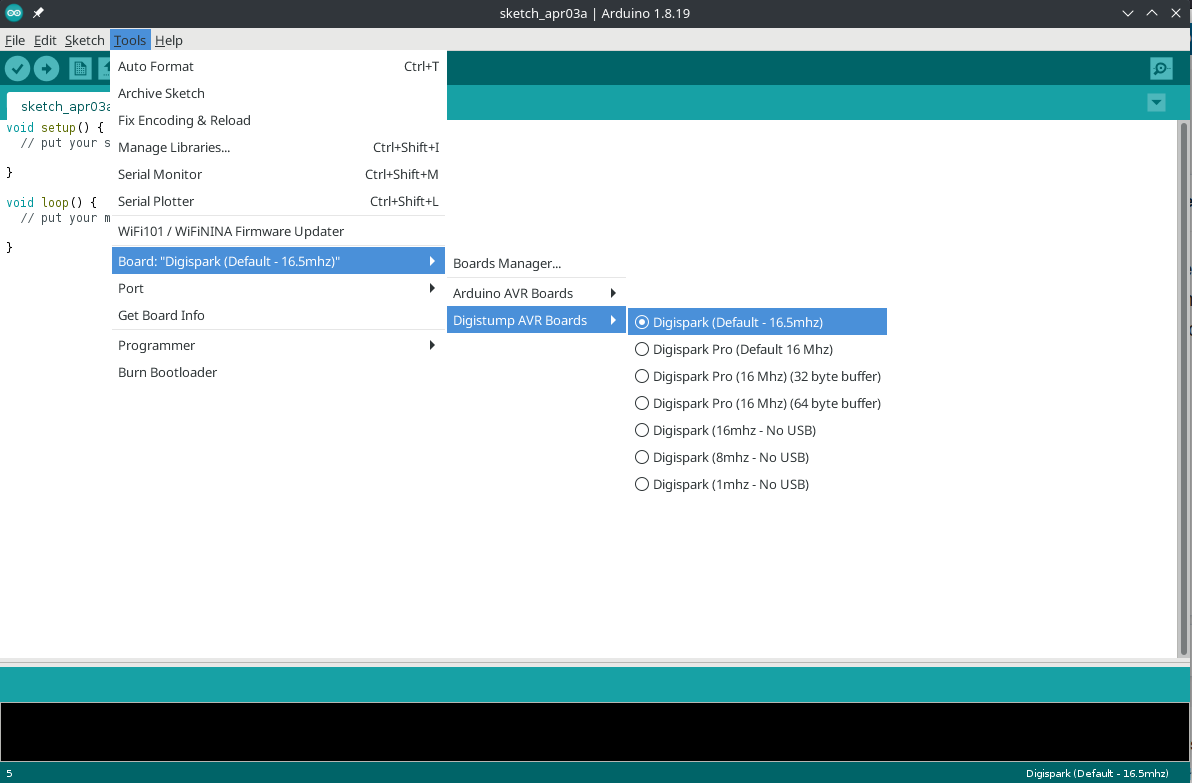 sketch_apr03a | Arduino 1.8.19
File Edit Sketch Tools Help
sketch_apr03a
void setup() {
// put your s
}
void loop() {
// put your m
}
Auto Format Ctrl+T
Archive Sketch
Fix Encoding & Reload
Manage Libraries... Ctrl+Shift+I
Serial Monitor Ctrl+Shift+M
Serial Plotter Ctrl+Shift+L
WiFi101 / WiFiNINA Firmware Updater
Board: "Digispark (Default - 16.5mhz)"
Port
Get Board Info
Programmer
Burn Bootloader
Boards Manager...
Arduino AVR Boards
Digistump AVR Boards
Digispark (Default - 16.5mhz)
Digispark Pro (Default 16 Mhz)
Digispark Pro (16 Mhz) (32 byte buffer)
Digispark Pro (16 Mhz) (64 byte buffer)
Digispark (16mhz - No USB)
Digispark (8mhz - No USB)
Digispark (1mhz - No USB)
5 Digispark (Default - 16.5mhz)